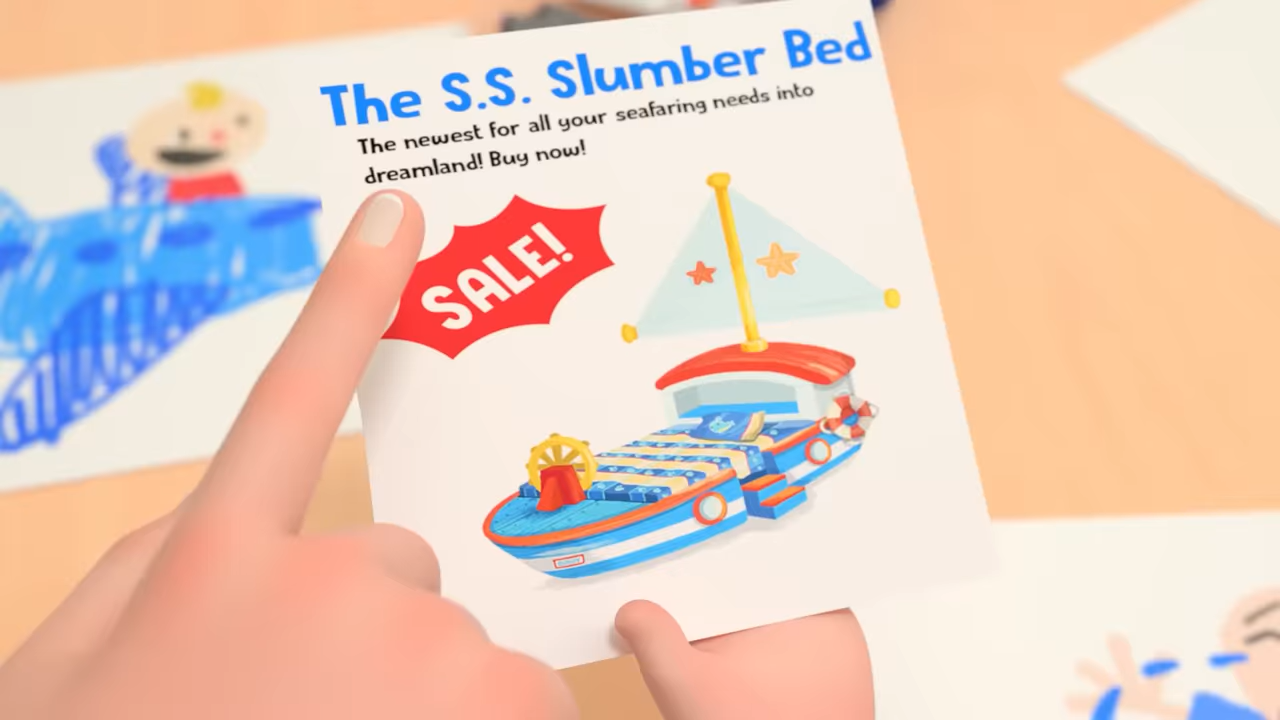 The S.S. Slumber Bed
The newest for all your seafaring needs into
dreamland! Buy now!
SALE!